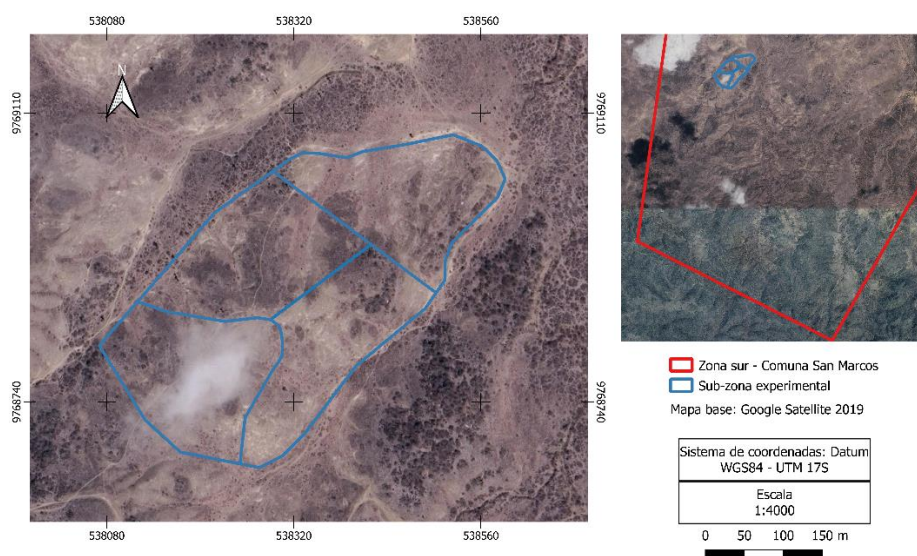 538080 538320 538560
N
9769110 9769110
9768740 9768740
538080 538320 538560
Zona sur - Comuna San Marcos
Sub-zona experimental
Mapa base: Google Satellite 2019
Sistema de coordenadas: Datum
WGS84 - UTM 17S
Escala
1:4000
0 50 100 150 m